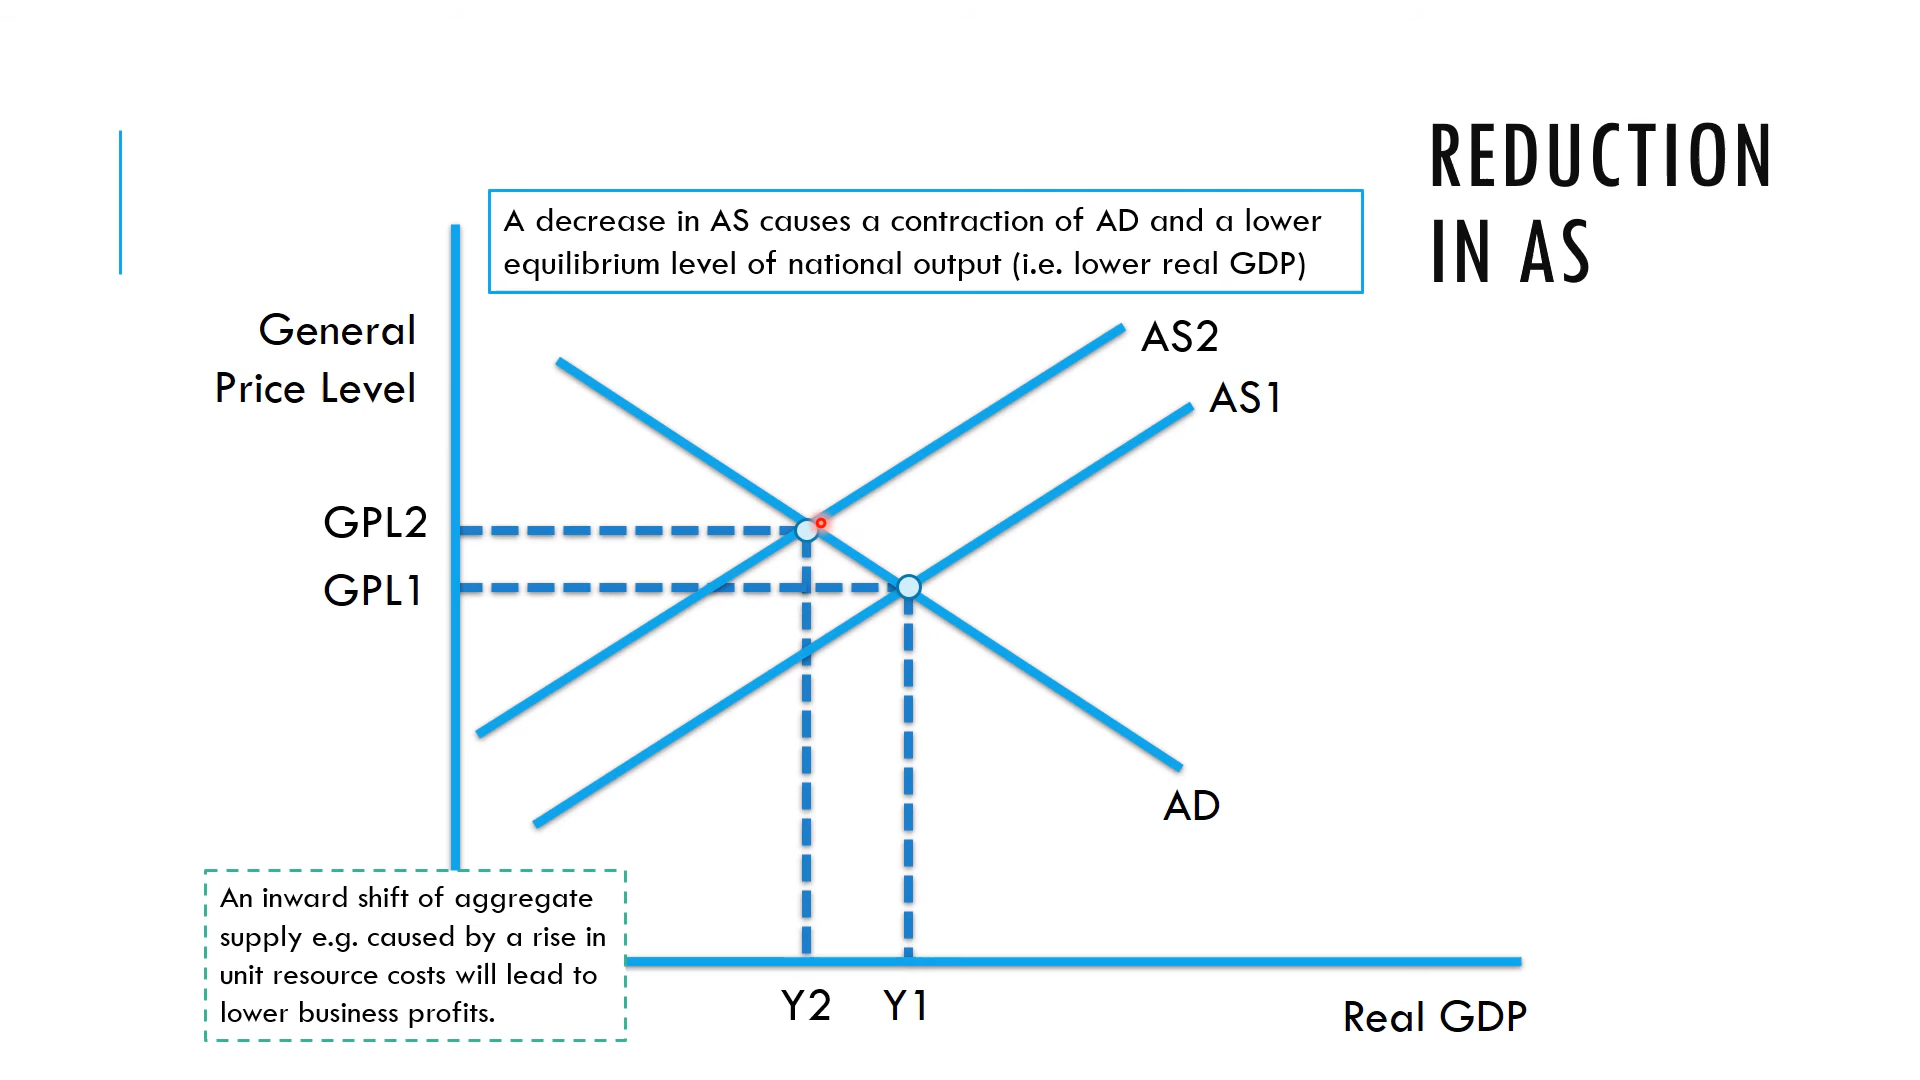 REDUCTION
IN AS
A decrease in AS causes a contraction of AD and a lower
equilibrium level of national output (i.e. lower real GDP)
General
Price Level
AS2
AS1
GPL2
GPL1
AD
An inward shift of aggregate
supply e.g. caused by a rise in
unit resource costs will lead to
lower business profits.
Y2
Y1
Real GDP